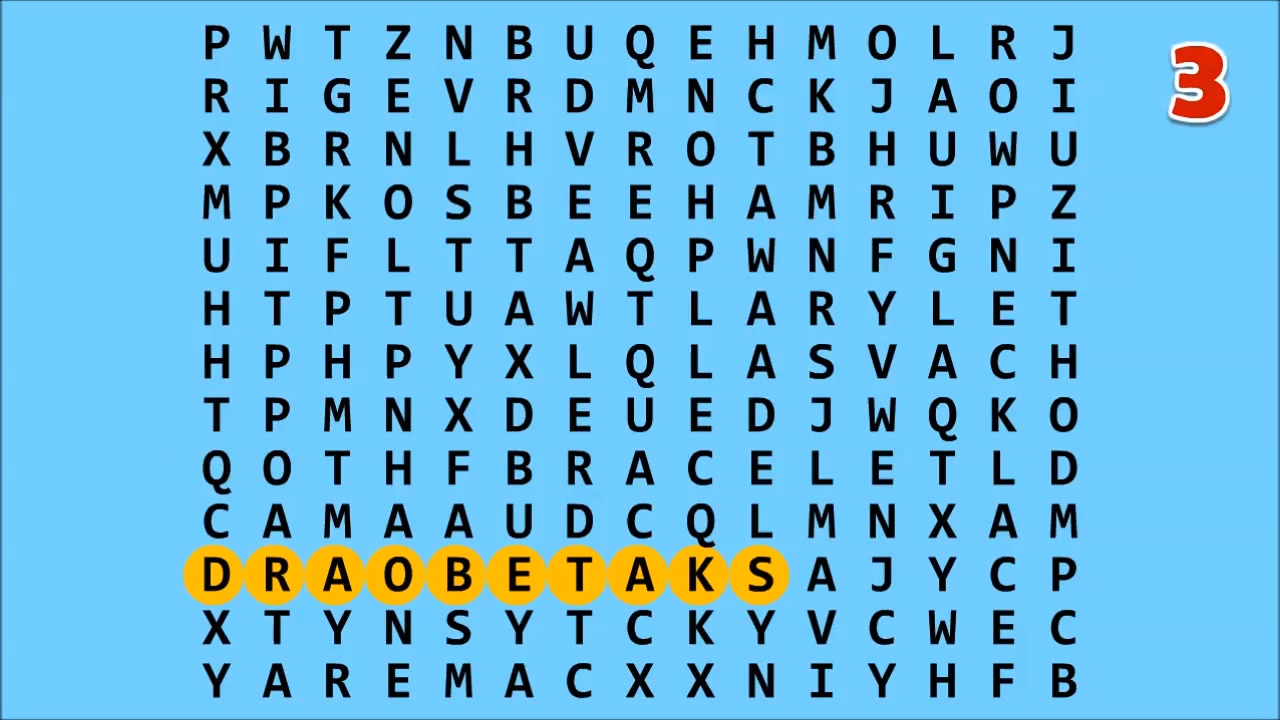 P W T Z N B U Q E H M O L R J
3
R I G E V R D M N C K J A O I
X B R N L H V R O T B H U W U
M P K O S B E E H A M R I P Z
U I F L T T A Q P W N F G N I
H T P T U A W T L A R Y L E T
H P H P Y X L Q L A S V A C H
T P M N X D E U E D J W Q K O
Q O T H F B R A C E L E T L D
C A M A A U D C Q L M N X A M
D R A O B E T A K S A J Y C P
X T Y N S Y T C K Y V C W E C
Y A R E M A C X X N I Y H F B